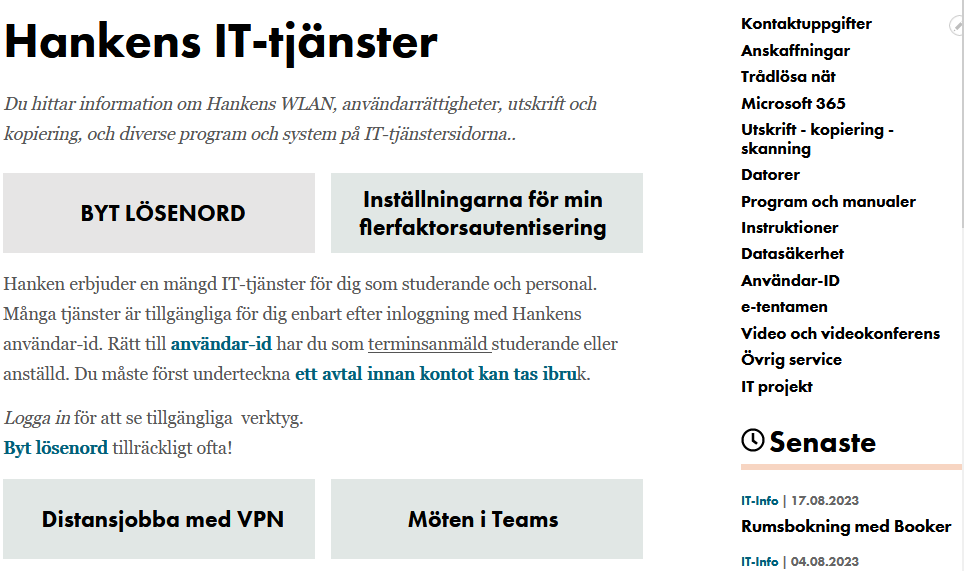 Hankens IT-tjänster
Du hittar information om Hankens WLAN, användarrättigheter, utskrift och
kopiering, och diverse program och system på IT-tjänstersidorna..
BYT LÖSENORD
Inställningarna för min
flerfaktorsautentisering
Hanken erbjuder en mängd IT-tjänster för dig som studerande och personal.
Många tjänster är tillgängliga för dig enbart efter inloggning med Hankens
användar-id. Rätt till användar-id har du som terminsanmäld studerande eller
anställd. Du måste först underteckna ett avtal innan kontot kan tas ibruk.
Logga in för att se tillgängliga  verktyg.
Byt lösenord tillräckligt ofta!
Distansjobba med VPN
Möten i Teams
Kontaktuppgifter
Anskaffningar
Trådlösa nät
Microsoft 365
Utskrift - kopiering -
skanning
Datorer
Program och manualer
Instruktioner
Datasäkerhet
Användar-ID
e-tentamen
Video och videokonferens
Övrig service
IT projekt
Senaste
IT-Info | 17.08.2023
Rumsbokning med Booker
IT-Info | 04.08.2023